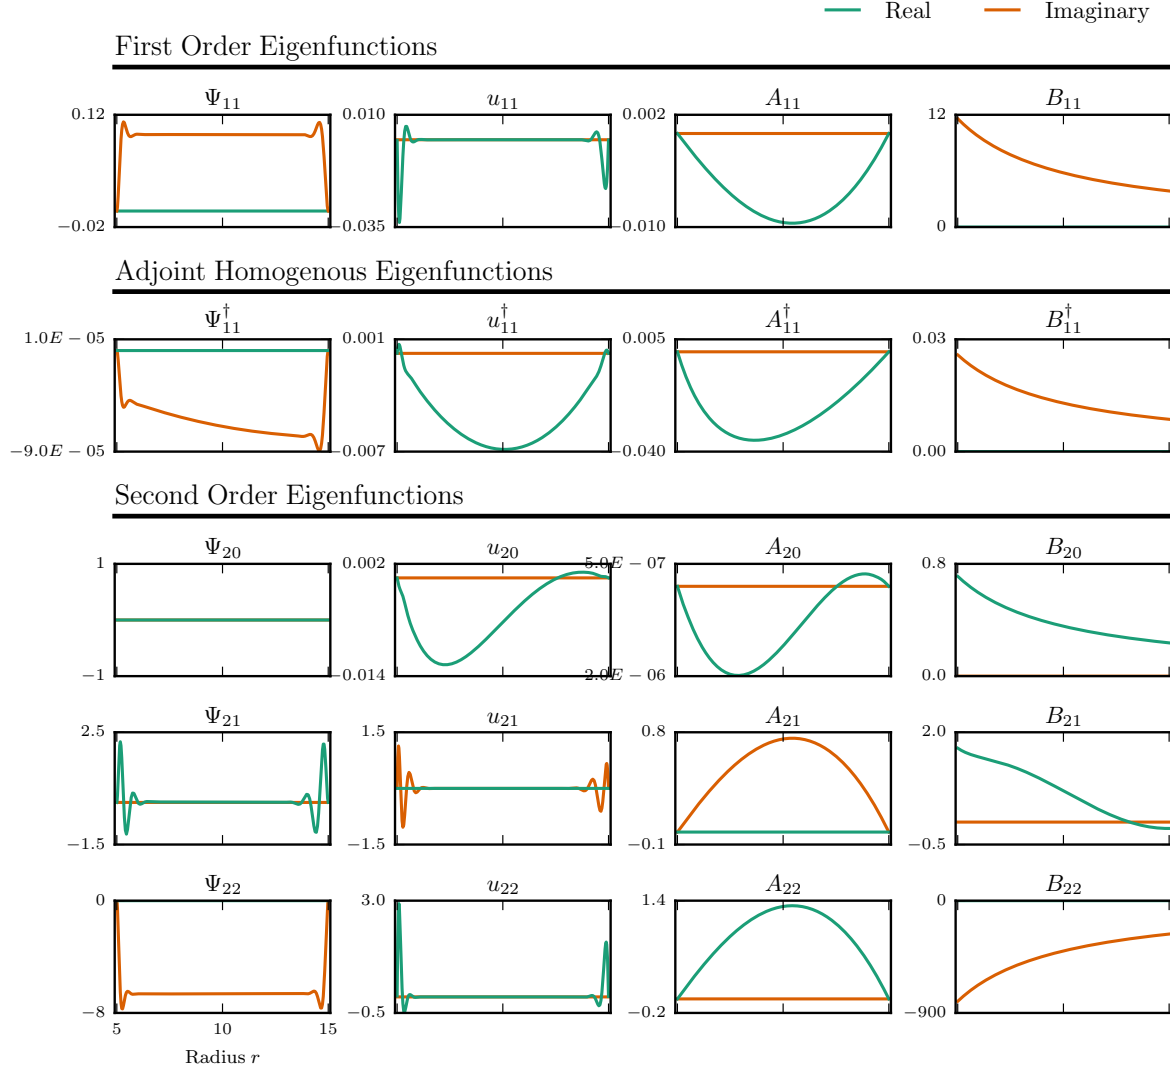 Real Imaginary
First Order Eigenfunctions
Ψ₁₁ u₁₁ A₁₁ B₁₁
0.12 0.010 0.002 12
−0.02 −0.035 −0.010 0
Adjoint Homogenous Eigenfunctions
Ψ†₁₁ u†₁₁ A†₁₁ B†₁₁
1.0E − 05 0.001 0.005 0.03
−9.0E − 05 −0.007 −0.040 0.00
Second Order Eigenfunctions
Ψ₂₀ u₂₀ A₂₀ B₂₀
1 0.002 5.0E − 07 0.8
−1 −0.014 2.0E − 06 0.0
Ψ₂₁ u₂₁ A₂₁ B₂₁
2.5 1.5 0.8 2.0
−1.5 −1.5 −0.1 −0.5
Ψ₂₂ u₂₂ A₂₂ B₂₂
0 3.0 1.4 0
−8 −0.5 −0.2 −900
5 10 15
Radius r